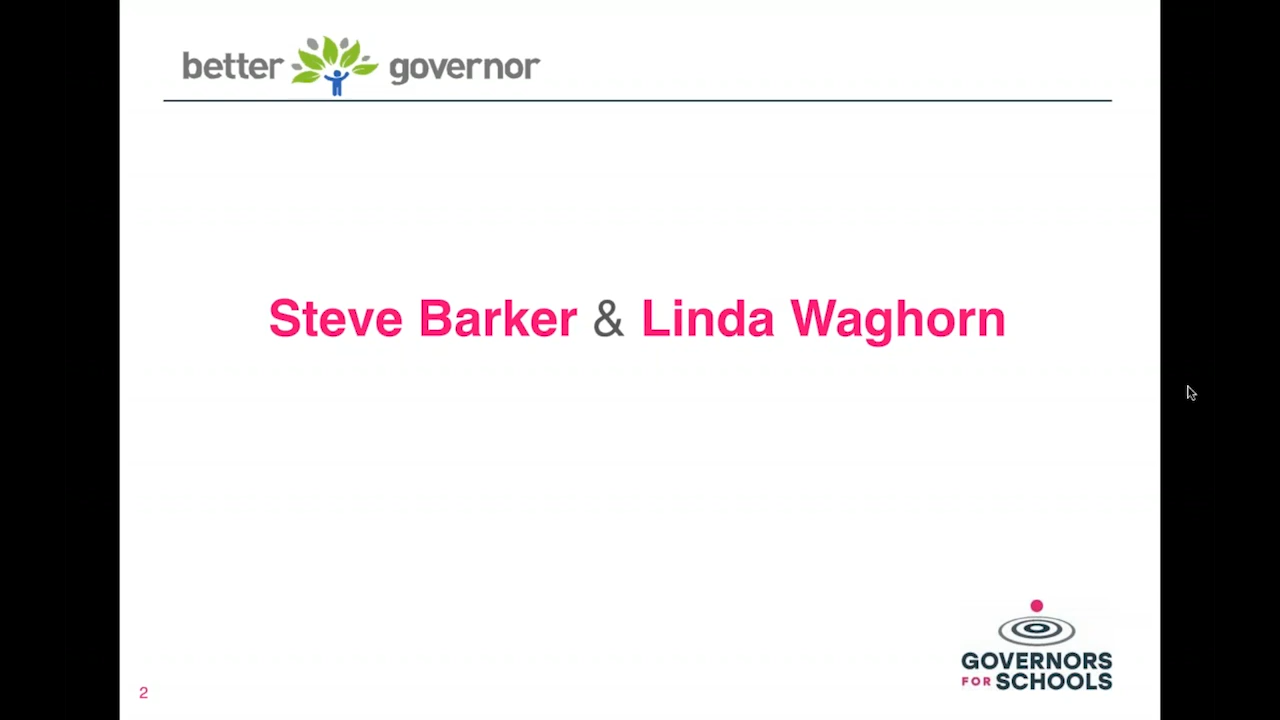 better governor
Steve Barker & Linda Waghorn
GOVERNORS
FOR SCHOOLS
2